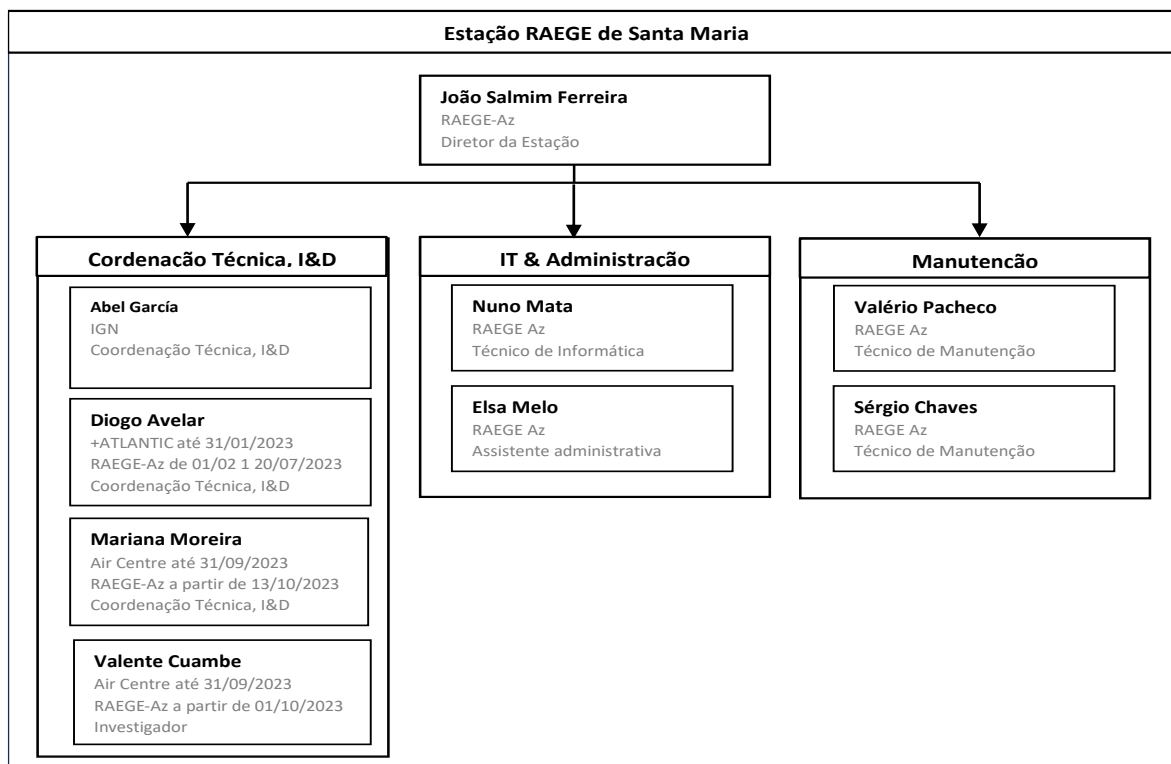 Estação RAEGE de Santa Maria
João Salmim Ferreira
RAEGE-Az
Diretor da Estação
Cordenação Técnica, I&D
Abel García
IGN
Coordenação Técnica, I&D
Diogo Avelar
+ATLANTIC até 31/01/2023
RAEGE-Az de 01/02 1 20/07/2023
Coordenação Técnica, I&D
Mariana Moreira
Air Centre até 31/09/2023
RAEGE-Az a partir de 13/10/2023
Coordenação Técnica, I&D
Valente Cuambe
Air Centre até 31/09/2023
RAEGE-Az a partir de 01/10/2023
Investigador
IT & Administração
Nuno Mata
RAEGE Az
Técnico de Informática
Elsa Melo
RAEGE Az
Assistente administrativa
Manutencão
Valério Pacheco
RAEGE Az
Técnico de Manutenção
Sérgio Chaves
RAEGE Az
Técnico de Manutenção